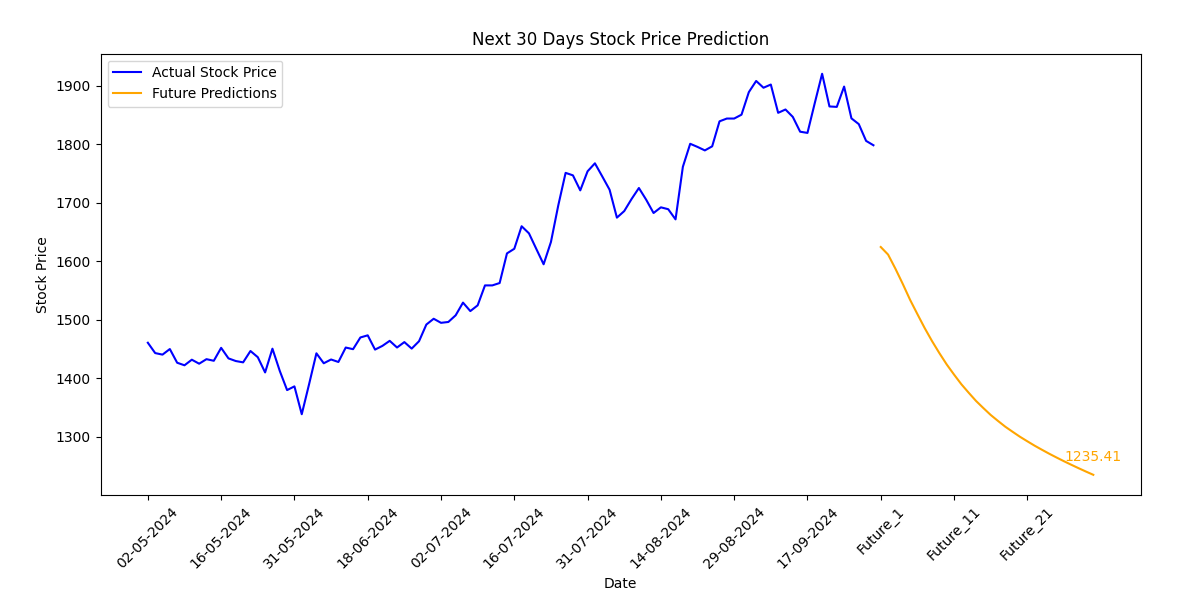 Next 30 Days Stock Price Prediction
Actual Stock Price
Future Predictions
Stock Price
1900
1800
1700
1600
1500
1400
1300
1235.41
02-05-2024
16-05-2024
31-05-2024
18-06-2024
02-07-2024
16-07-2024
31-07-2024
14-08-2024
29-08-2024
17-09-2024
Future_1
Future_11
Future_21
Date